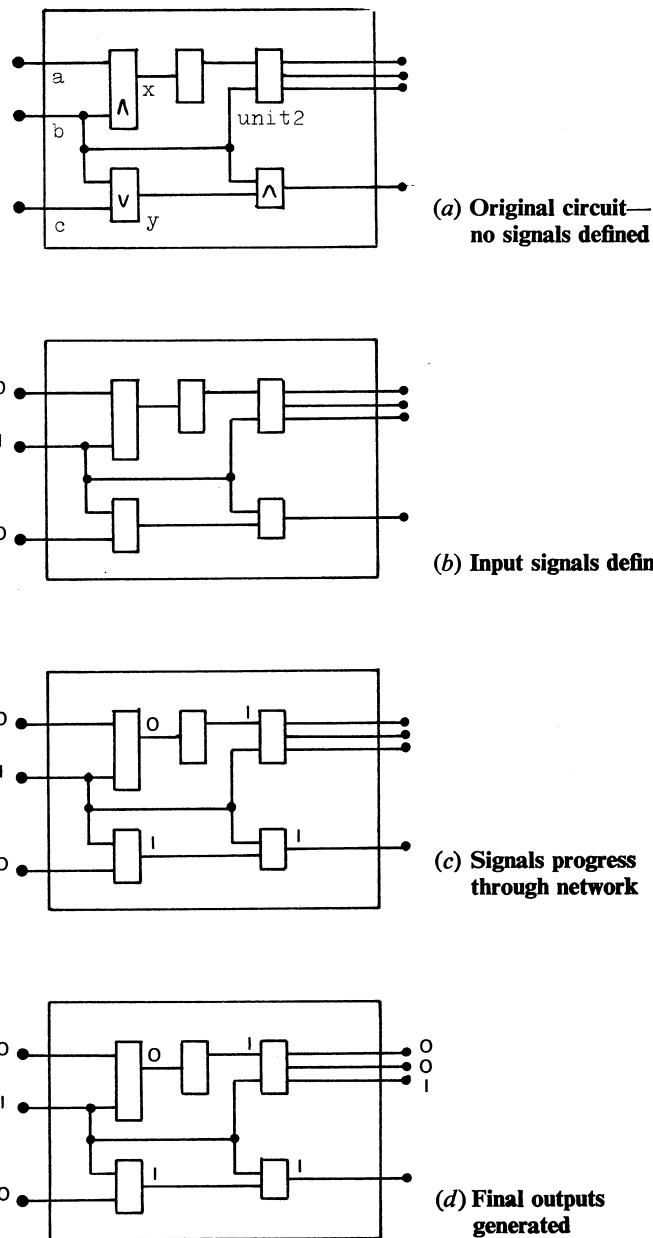 a
x
∧
b
unit2
∨
∧
c
y
(a) Original circuit—
no signals defined
1
0
(b) Input signals defin
0
1
0
1
1
1
0
(c) Signals progress
through network
0
0
1
0
0
1
1
1
1
0
(d) Final outputs
generated